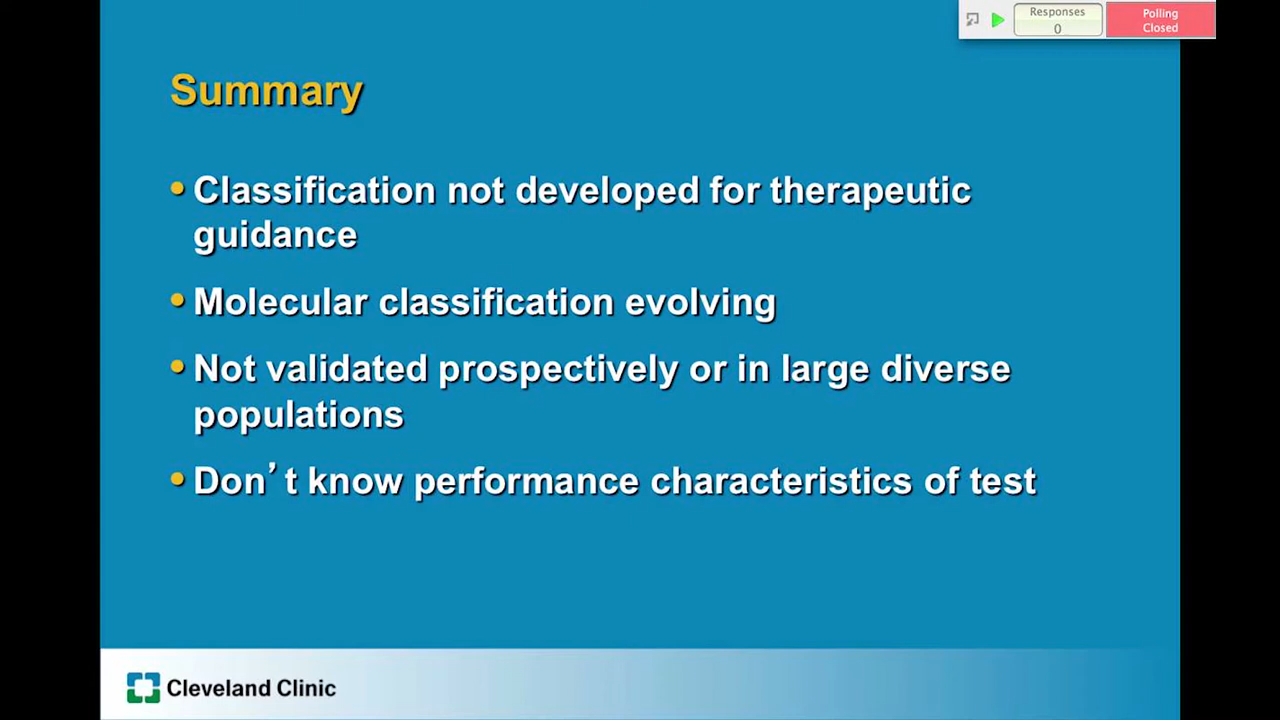 Responses
0
Polling
Closed
Summary
• Classification not developed for therapeutic
guidance
• Molecular classification evolving
• Not validated prospectively or in large diverse
populations
• Don’t know performance characteristics of test
Cleveland Clinic